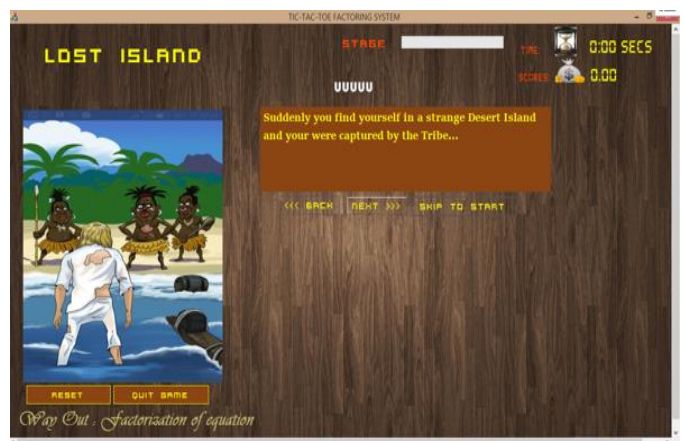 TIC-TAC-TOE FACTORING SYSTEM
LOST ISLAND
STAGE
TIME:
0:00 SECS
SCORES:
0.00
UUUUU
Suddenly you find yourself in a strange Desert Island
and your were captured by the Tribe...
<<< BACK
NEXT >>>
SKIP TO START
RESET
QUIT GAME
Way Out : Factorization of equation